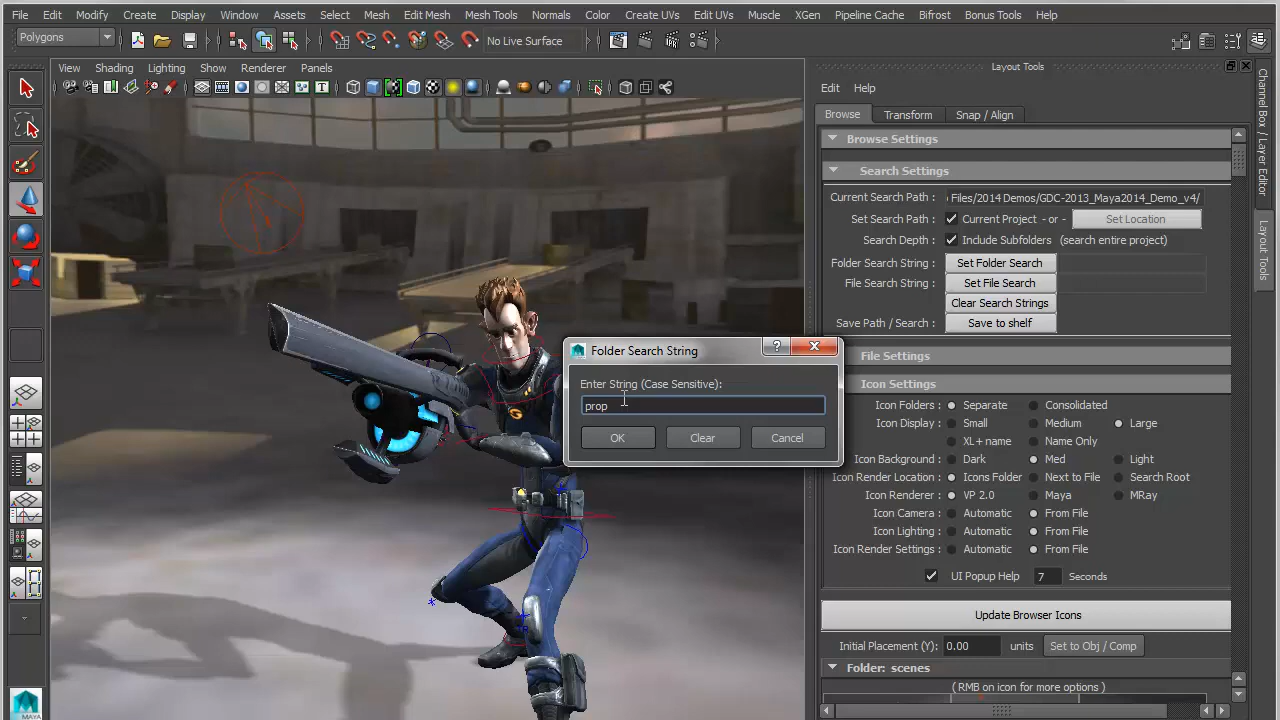 File Edit Modify Create Display Window Assets Select Mesh Edit Mesh Mesh Tools Normals Color Create UVs Edit UVs Muscle XGen Pipeline Cache Bifrost Bonus Tools Help
Polygons
No Live Surface
View Shading Lighting Show Renderer Panels
Layout Tools
Edit Help
Browse Transform Snap / Align
Browse Settings
Search Settings
Current Search Path : Files/2014 Demos/GDC-2013_Maya2014_Demo_v4/
Set Search Path : Current Project - or - Set Location
Search Depth : Include Subfolders (search entire project)
Folder Search String : Set Folder Search
File Search String : Set File Search
Clear Search Strings
Save Path / Search : Save to shelf
File Settings
Icon Settings
Icon Folders : Separate Consolidated
Icon Display : Small Medium Large
XL+ name Name Only
Icon Background : Dark Med Light
Icon Render Location : Icons Folder Next to File Search Root
Icon Renderer : VP 2.0 Maya MRay
Icon Camera : Automatic From File
Icon Lighting : Automatic From File
Icon Render Settings : Automatic From File
UI Popup Help 7 Seconds
Update Browser Icons
Initial Placement (Y): 0.00 units Set to Obj / Comp
Folder: scenes
( RMB on icon for more options )
Channel Box / Layer Editor
Layout Tools
Folder Search String
Enter String (Case Sensitive):
prop
OK Clear Cancel
MAYA